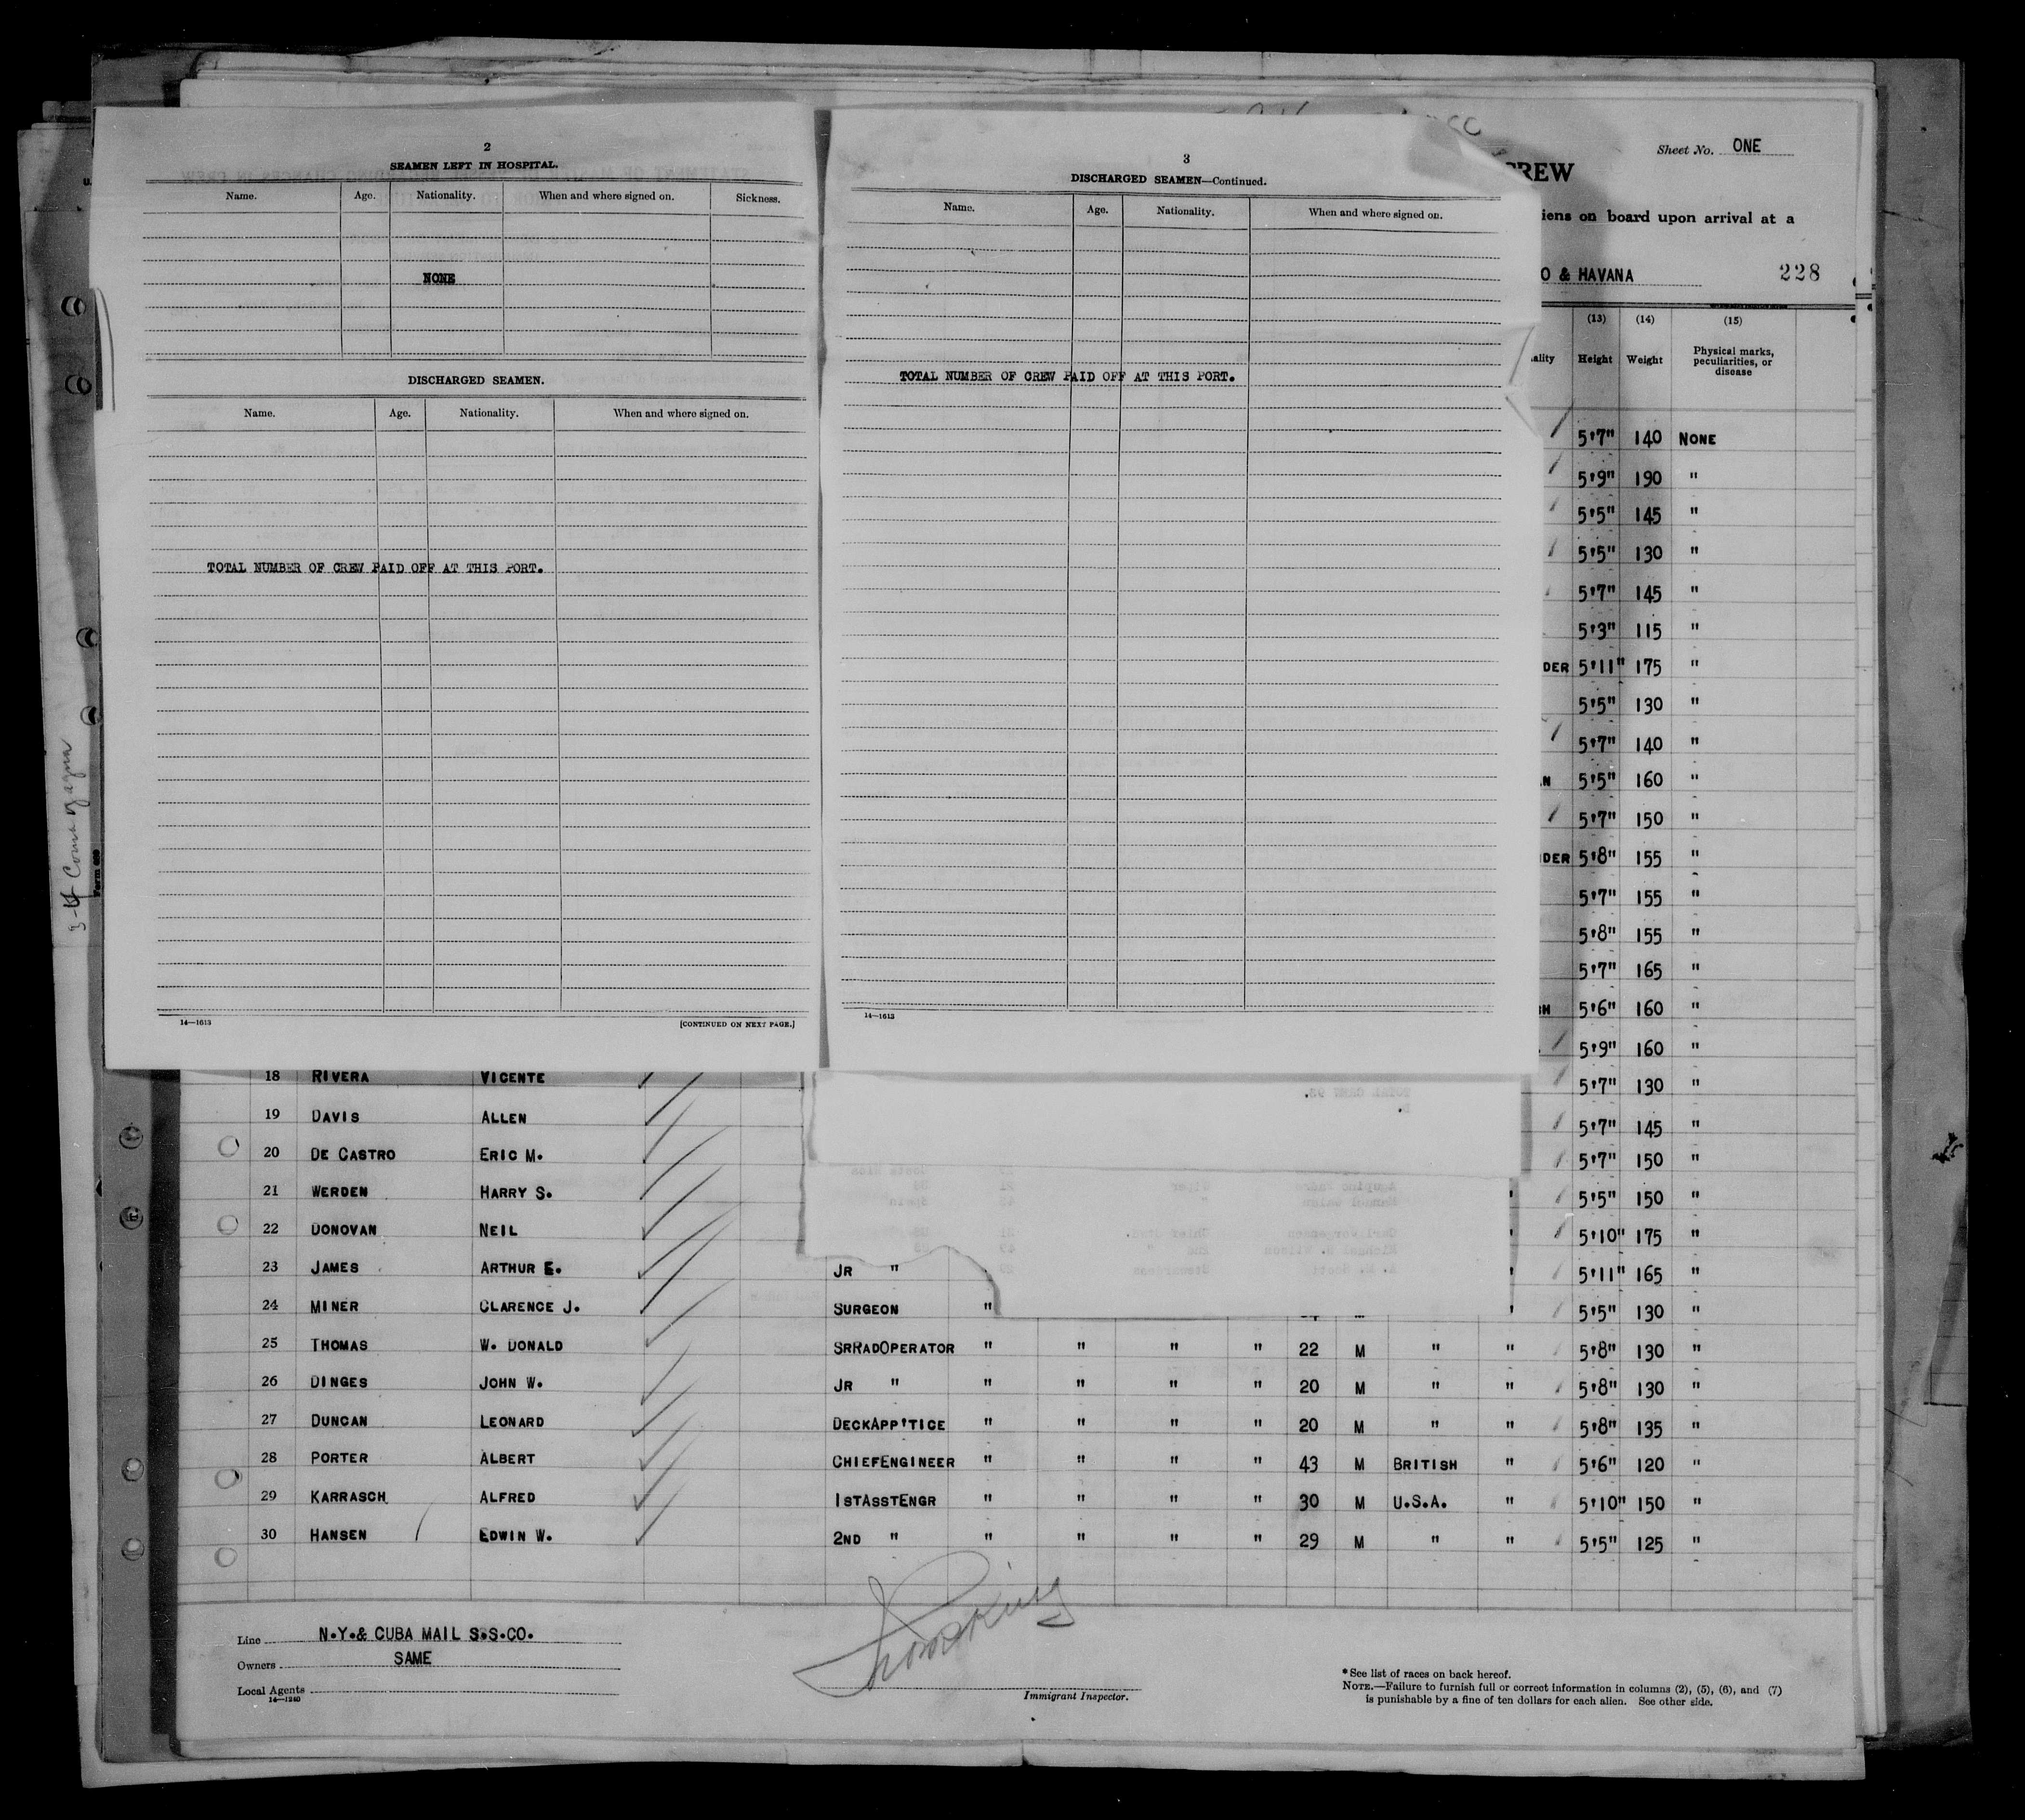 2
SEAMEN LEFT IN HOSPITAL.
Name. Age. Nationality. When and where signed on. Sickness.
NONE
DISCHARGED SEAMEN.
Name. Age. Nationality. When and where signed on.
TOTAL NUMBER OF CREW PAID OFF AT THIS PORT.
14—1613 [CONTINUED ON NEXT PAGE.]
3
DISCHARGED SEAMEN—Continued.
Name. Age. Nationality. When and where signed on.
TOTAL NUMBER OF CREW PAID OFF AT THIS PORT.
14—1613
Sheet No. ONE
CREW
iens on board upon arrival at a
O & HAVANA 228
(13) (14) (15)
ality Height Weight Physical marks, peculiarities, or disease
5'7" 140 NONE
5'9" 190 "
5'5" 145 "
5'5" 130 "
5'7" 145 "
5'3" 115 "
DER 5'11" 175 "
5'5" 130 "
5'7" 140 "
N 5'5" 160 "
5'7" 150 "
DER 5'8" 155 "
5'7" 155 "
5'8" 155 "
5'7" 165 "
H 5'6" 160 "
5'9" 160 "
18 RIVERA VICENTE 5'7" 130 "
19 DAVIS ALLEN 5'7" 145 "
20 DE CASTRO ERIC M. 5'7" 150 "
21 WERDEN HARRY S. " 5'5" 150 "
22 DONOVAN NEIL 5'10" 175 "
23 JAMES ARTHUR E. JR " " 5'11" 165 "
24 MINER CLARENCE J. SURGEON " " 5'5" 130 "
25 THOMAS W. DONALD SRRADOPERATOR " " " " 22 M " " 5'8" 130 "
26 DINGES JOHN W. JR " " " " " 20 M " " 5'8" 130 "
27 DUNCAN LEONARD DECKAPP'TICE " " " " 20 M " " 5'8" 135 "
28 PORTER ALBERT CHIEFENGINEER " " " " 43 M BRITISH " 5'6" 120 "
29 KARRASCH ALFRED 1STASSTENGR " " " " 30 M U.S.A. " 5'10" 150 "
30 HANSEN EDWIN W. 2ND " " " " " 29 M " " 5'5" 125 "
Line N.Y.& CUBA MAIL S.S.CO.
Owners SAME
Local Agents
14—1240
Immigrant Inspector.
*See list of races on back hereof.
NOTE.—Failure to furnish full or correct information in columns (2), (5), (6), and (7)
is punishable by a fine of ten dollars for each alien. See other side.